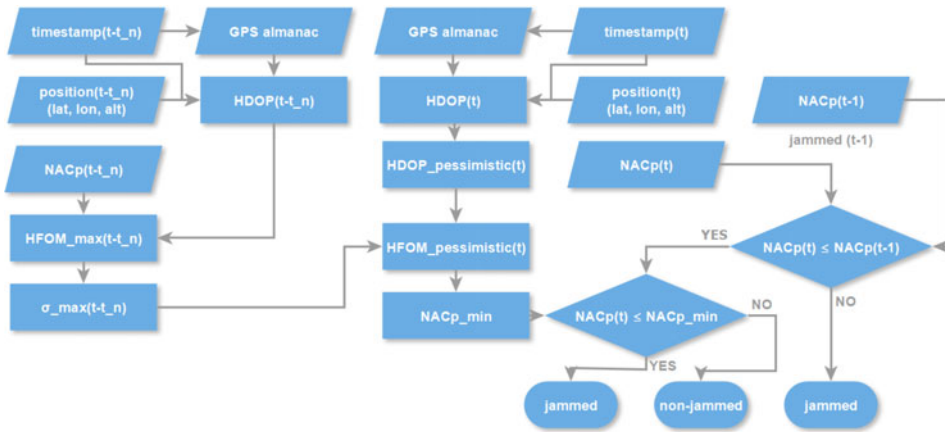 timestamp(t-t_n)
GPS almanac
GPS almanac
timestamp(t)
position(t-t_n)
(lat, lon, alt)
HDOP(t-t_n)
HDOP(t)
position(t)
(lat, lon, alt)
NACp(t-1)
jammed (t-1)
NACp(t-t_n)
HDOP_pessimistic(t)
NACp(t)
HFOM_max(t-t_n)
HFOM_pessimistic(t)
YES
NACp(t) ≤ NACp(t-1)
σ_max(t-t_n)
NACp_min
NACp(t) ≤ NACp_min
NO
NO
YES
jammed
non-jammed
jammed